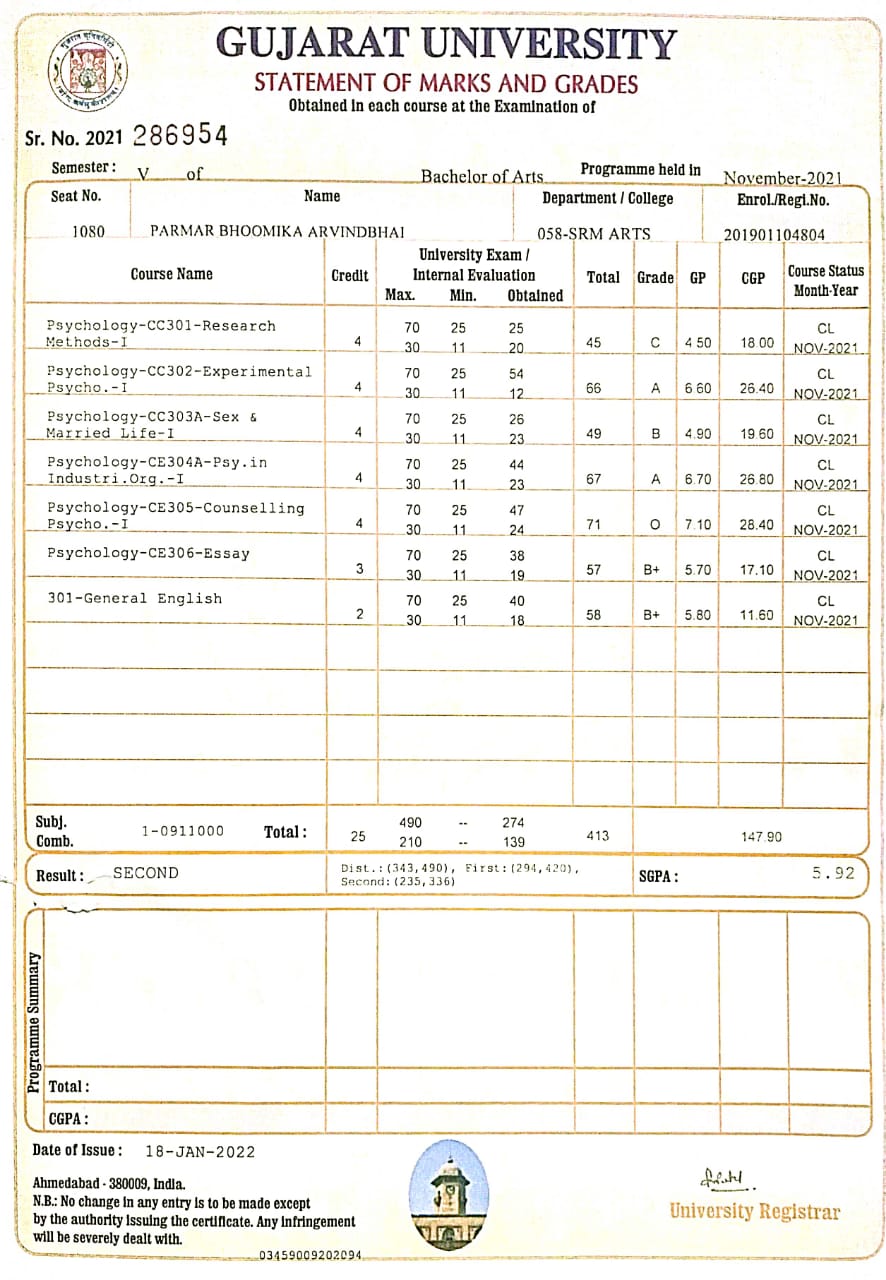 GUJARAT UNIVERSITY
STATEMENT OF MARKS AND GRADES
Obtained in each course at the Examination of
Sr. No. 2021 286954
Semester : V of Bachelor of Arts Programme held in November-2021
Seat No. Name Department / College Enrol./Regl.No.
1080 PARMAR BHOOMIKA ARVINDBHAI 058-SRM ARTS 201901104804
Course Name Credit University Exam / Internal Evaluation Total Grade GP CGP Course Status Month-Year
Max. Min. Obtained
Psychology-CC301-Research 70 25 25 CL
Methods-I 4 30 11 20 45 C 4.50 18.00 NOV-2021
Psychology-CC302-Experimental 70 25 54 CL
Psycho.-I 4 30 11 12 66 A 6.60 26.40 NOV-2021
Psychology-CC303A-Sex & 70 25 26 CL
Married Life-I 4 30 11 23 49 B 4.90 19.60 NOV-2021
Psychology-CE304A-Psy.in 70 25 44 CL
Industri.Org.-I 4 30 11 23 67 A 6.70 26.80 NOV-2021
Psychology-CE305-Counselling 70 25 47 CL
Psycho.-I 4 30 11 24 71 O 7.10 28.40 NOV-2021
Psychology-CE306-Essay 70 25 38 CL
3 30 11 19 57 B+ 5.70 17.10 NOV-2021
301-General English 70 25 40 CL
2 30 11 18 58 B+ 5.80 11.60 NOV-2021
Subj. Comb. 1-0911000 Total : 25 490 -- 274 413 147.90
210 -- 139
Result : SECOND Dist.:(343,490), First:(294,420), SGPA : 5.92
Second:(235,336)
Programme Summary
Total :
CGPA :
Date of Issue : 18-JAN-2022
Ahmedabad - 380009, India.
N.B.: No change in any entry is to be made except
by the authority issuing the certificate. Any infringement
will be severely dealt with.
University Registrar
03459009202094